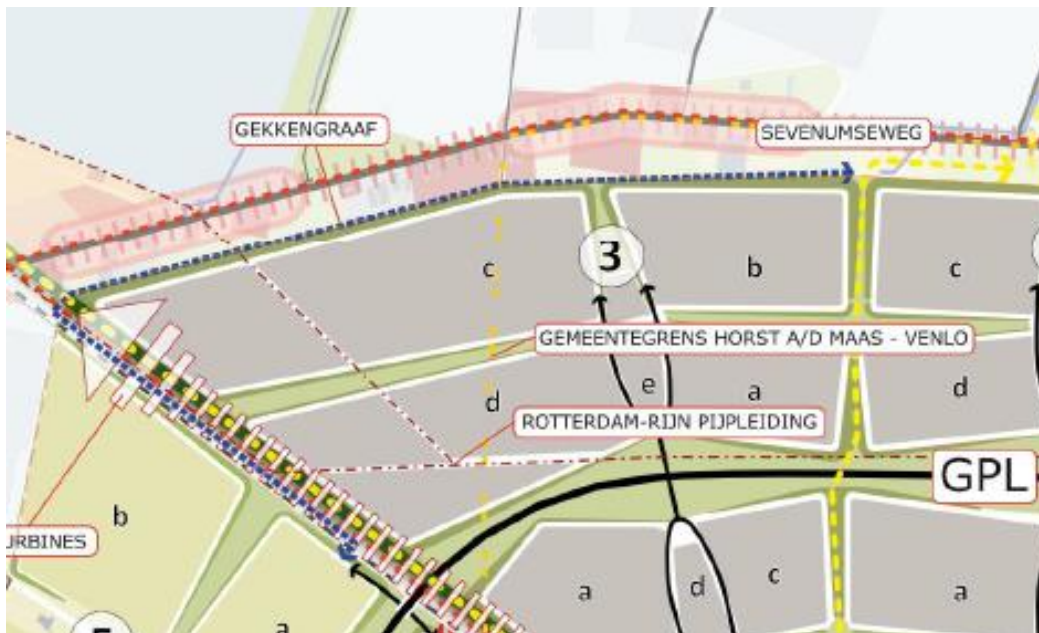 GEKKENGRAAF
SEVENUMSEWEG
3
c
b
c
GEMEENTEGRENS HORST A/D MAAS - VENLO
e
a
d
d
ROTTERDAM-RIJN PIJPLEIDING
GPL
b
URBINES
a
d
c
a
a